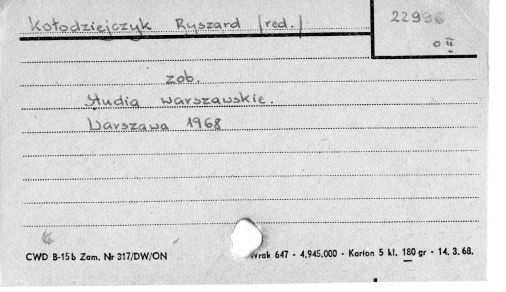 Kołodziejczyk Ryszard /red./
22996
o II
zob.
Studia warszawskie.
Warszawa 1968
CWD B-15b Zam. Nr 317/DW/ON
Wrak 647 - 4,945,000 - Karton 5 kl. 180 gr - 14. 3. 68.